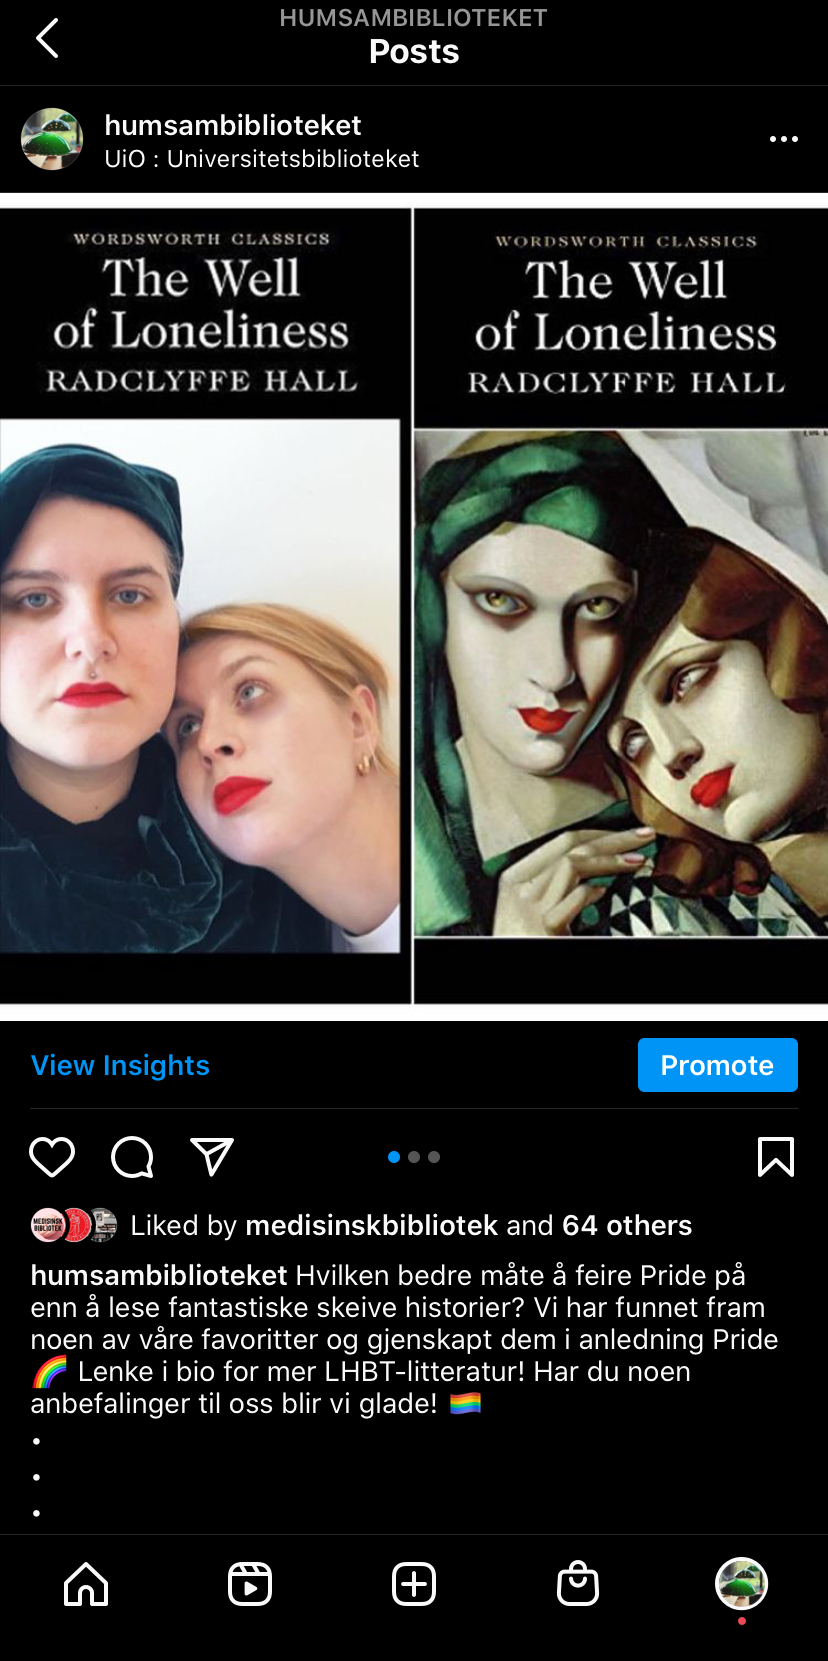 HUMSAMBIBLIOTEKET
Posts
humsambiblioteket
UiO : Universitetsbiblioteket
WORDSWORTH CLASSICS
The Well
of Loneliness
RADCLYFFE HALL
WORDSWORTH CLASSICS
The Well
of Loneliness
RADCLYFFE HALL
View Insights
Promote
MEDISINSK
BIBLIOTEK
Liked by medisinskbibliotek and 64 others
humsambiblioteket Hvilken bedre måte å feire Pride på
enn å lese fantastiske skeive historier? Vi har funnet fram
noen av våre favoritter og gjenskapt dem i anledning Pride
🌈 Lenke i bio for mer LHBT-litteratur! Har du noen
anbefalinger til oss blir vi glade! 🏳️‍🌈
•
•
•